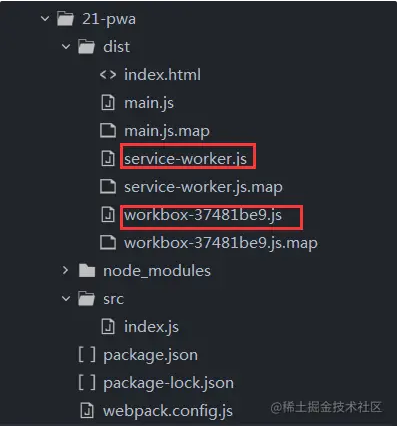 21-pwa
dist
index.html
main.js
main.js.map
service-worker.js
service-worker.js.map
workbox-37481be9.js
workbox-37481be9.js.map
node_modules
src
index.js
package.json
package-lock.json
webpack.config.js
@稀土掘金技术社区